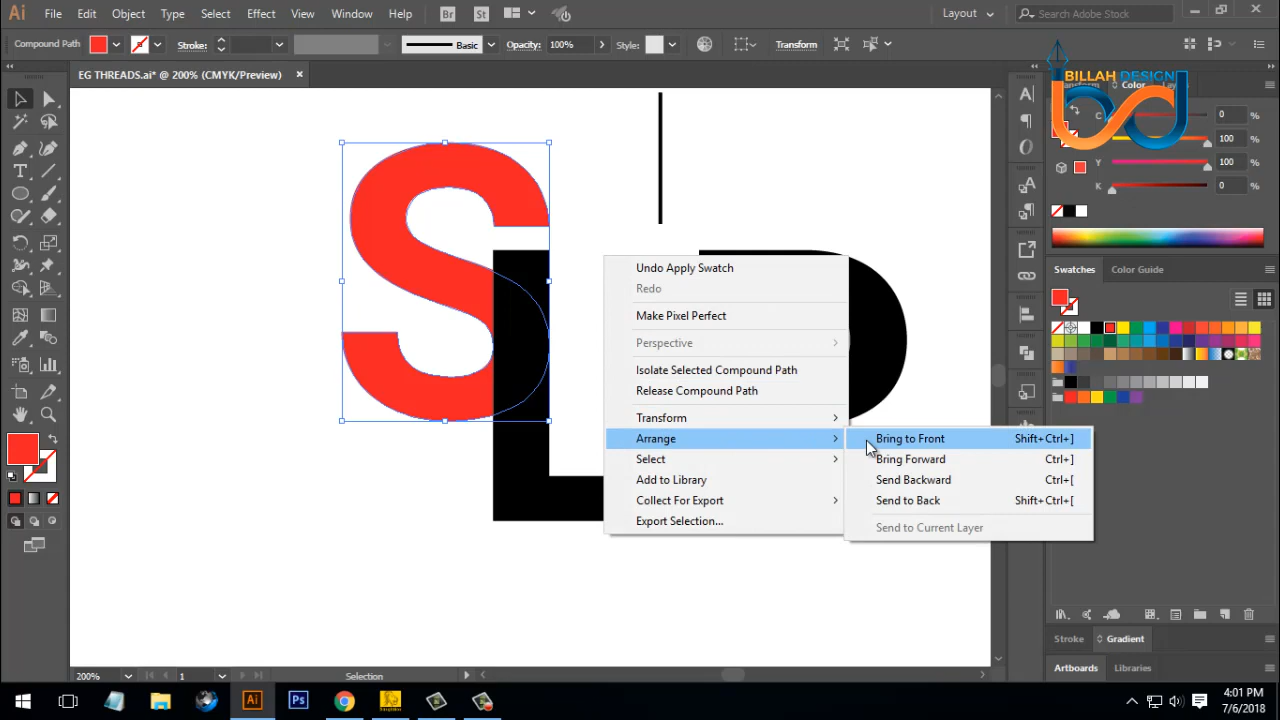 Ai File Edit Object Type Select Effect View Window Help Br St Layout Search Adobe Stock
Compound Path Stroke: Basic Opacity: 100% Style: Transform
EG THREADS.ai* @ 200% (CMYK/Preview)
BILLAH DESIGN
Color
C 0 %
100 %
Y 100 %
K 0 %
Swatches Color Guide
S
L
Undo Apply Swatch
Redo
Make Pixel Perfect
Perspective
Isolate Selected Compound Path
Release Compound Path
Transform
Arrange
Select
Add to Library
Collect For Export
Export Selection...
Bring to Front Shift+Ctrl+]
Bring Forward Ctrl+]
Send Backward Ctrl+[
Send to Back Shift+Ctrl+[
Send to Current Layer
Stroke Gradient
Artboards Libraries
200% 1 Selection
Ai Ps
4:01 PM
7/6/2018